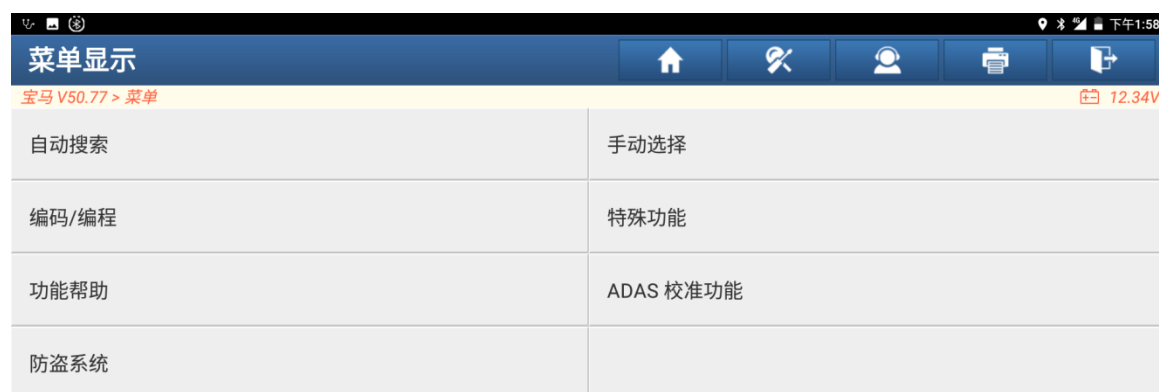 下午1:58
菜单显示
宝马 V50.77 > 菜单 12.34V
自动搜索 手动选择
编码/编程 特殊功能
功能帮助 ADAS 校准功能
防盗系统